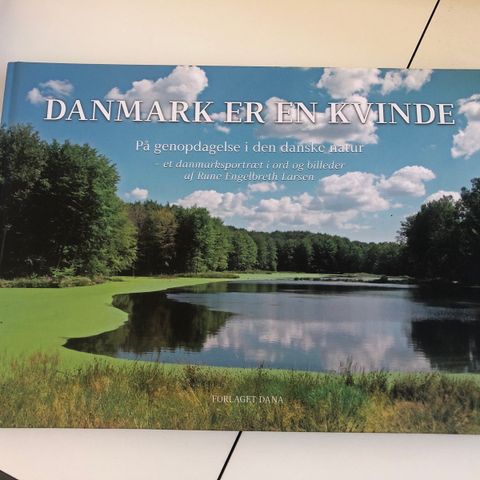 DANMARK ER EN KVINDE
På genopdagelse i den danske natur
- et danmarksportræt i ord og billeder
af Rune Engelbreth Larsen
FORLAGET DANA